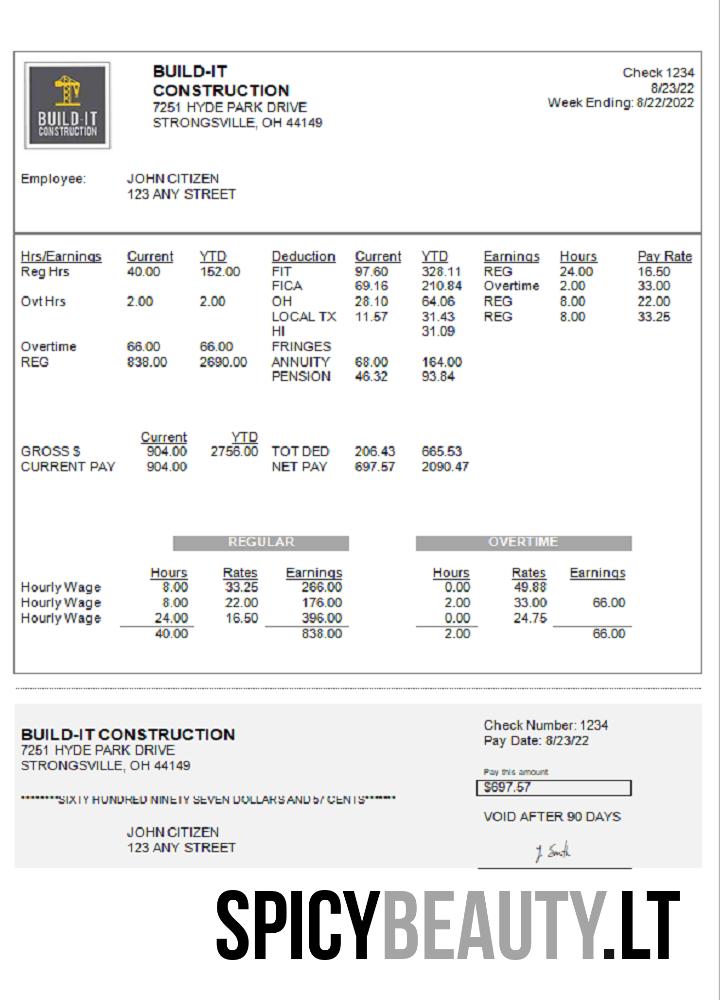 BUILD-IT
CONSTRUCTION
7251 HYDE PARK DRIVE
STRONGSVILLE, OH 44149
Check 1234
8/23/22
Week Ending: 8/22/2022
BUILD-IT
CONSTRUCTION
Employee: JOHN CITIZEN
123 ANY STREET
Hrs/Earnings Current YTD Deduction Current YTD Earnings Hours Pay Rate
Reg Hrs 40.00 152.00 FIT 97.60 328.11 REG 24.00 16.50
FICA 69.16 210.84 Overtime 2.00 33.00
Ovt Hrs 2.00 2.00 OH 28.10 64.06 REG 8.00 22.00
LOCAL TX 11.57 31.43 REG 8.00 33.25
HI 31.09
Overtime 66.00 66.00 FRINGES
REG 838.00 2690.00 ANNUITY 68.00 164.00
PENSION 46.32 93.84
Current YTD
GROSS $ 904.00 2756.00 TOT DED 206.43 665.53
CURRENT PAY 904.00 NET PAY 697.57 2090.47
REGULAR OVERTIME
Hours Rates Earnings Hours Rates Earnings
Hourly Wage 8.00 33.25 266.00 0.00 49.88
Hourly Wage 8.00 22.00 176.00 2.00 33.00 66.00
Hourly Wage 24.00 16.50 396.00 0.00 24.75
40.00 838.00 2.00 66.00
BUILD-IT CONSTRUCTION
7251 HYDE PARK DRIVE
STRONGSVILLE, OH 44149
Check Number: 1234
Pay Date: 8/23/22
Pay this amount
$697.57
********SIXTY HUNDRED NINETY SEVEN DOLLARS AND 57 CENTS*******
VOID AFTER 90 DAYS
JOHN CITIZEN
123 ANY STREET
J. Smith
SPICYBEAUTY.LT